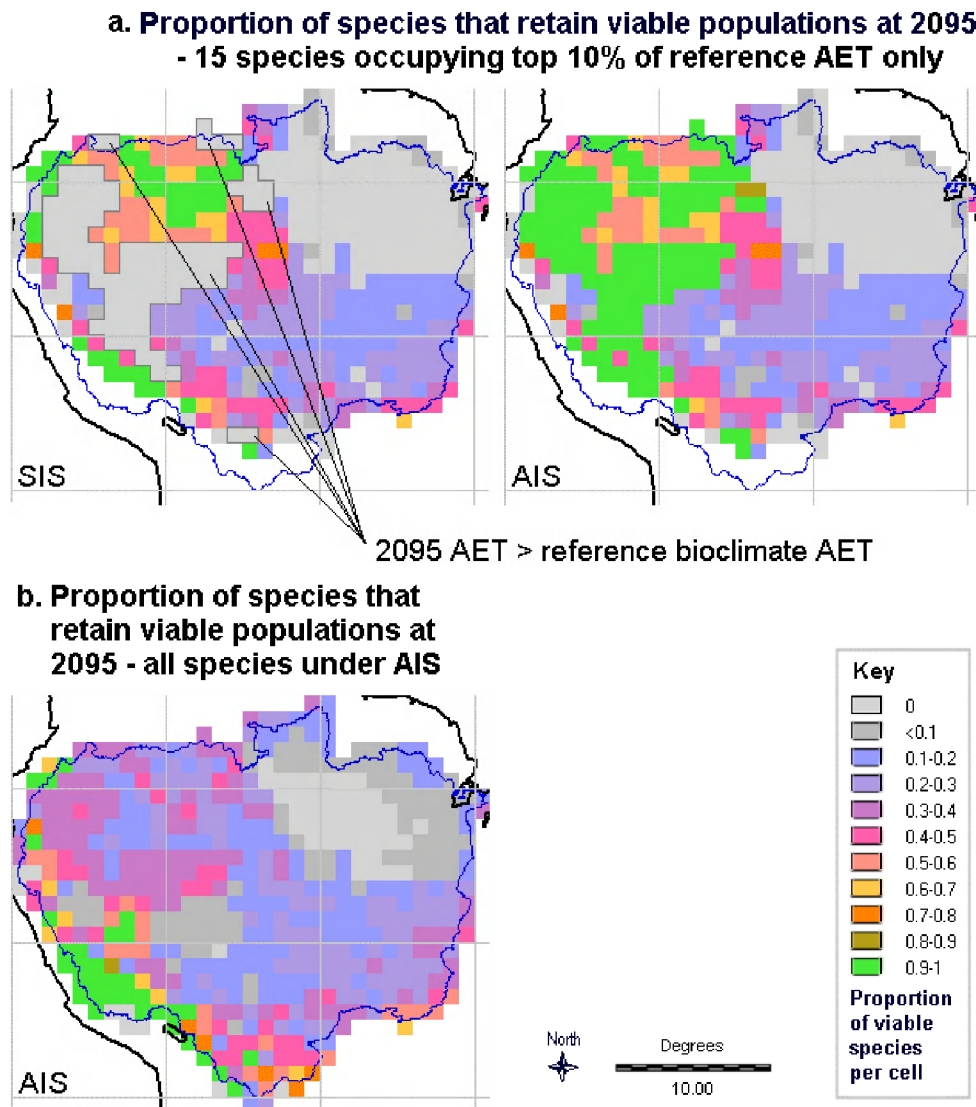 a. Proportion of species that retain viable populations at 2095
- 15 species occupying top 10% of reference AET only
SIS
AIS
2095 AET > reference bioclimate AET
b. Proportion of species that
retain viable populations at
2095 - all species under AIS
AIS
North
Degrees
10.00
Key
0
<0.1
0.1-0.2
0.2-0.3
0.3-0.4
0.4-0.5
0.5-0.6
0.6-0.7
0.7-0.8
0.8-0.9
0.9-1
Proportion
of viable
species
per cell